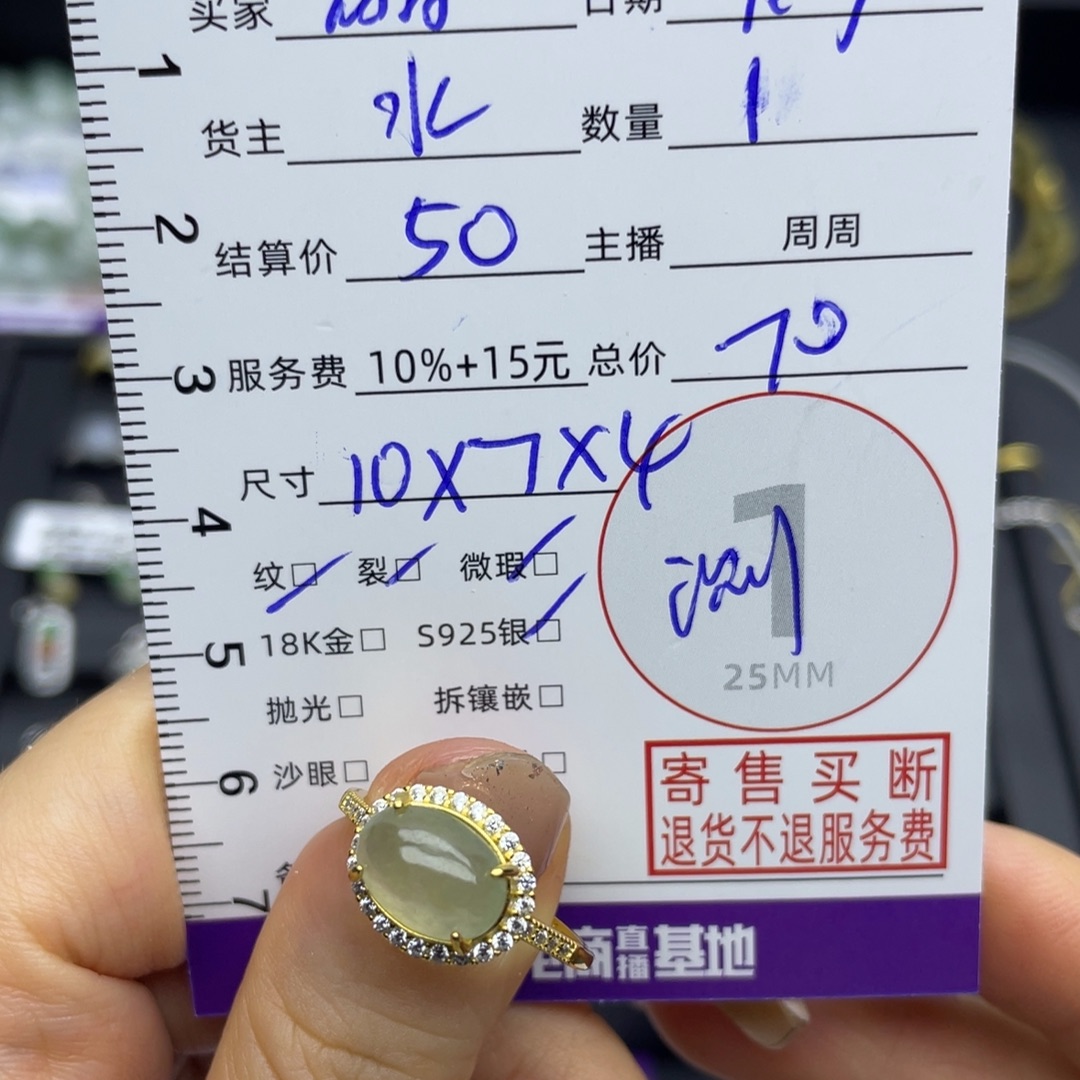 买家 日期
货主 水 数量 1
结算价 50 主播 周周
服务费 10%+15元 总价 70
尺寸 10X7X4
纹□ 裂□ 微瑕□
18K金□ S925银□
抛光□ 拆镶嵌□
沙眼□ □
1
25MM
寄售买断
退货不退服务费
商直播基地
1
2
3
4
5
6
7